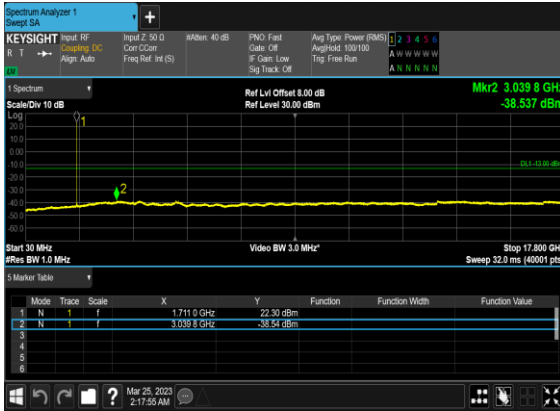 Spectrum Analyzer 1
Swept SA
KEYSIGHT
R T
Input: RF
Coupling: DC
Align: Auto
Input Z: 50 Ω
Corr CCorr
Freq Ref: Int (S)
#Atten: 40 dB
PNO: Fast
Gate: Off
IF Gain: Low
Sig Track: Off
Avg Type: Power (RMS)
Avg|Hold: 100/100
Trig: Free Run
1 2 3 4 5 6
A W W W W W
A N N N N N
1 Spectrum
Scale/Div 10 dB
Ref Lvl Offset 8.00 dB
Ref Level 30.00 dBm
Mkr2 3.039 8 GHz
-38.537 dBm
Log
20.0
10.0
0.00
-10.0
-20.0
-30.0
-40.0
-50.0
-60.0
1
2
DL1 -13.00 dBm
Start 30 MHz
#Res BW 1.0 MHz
Video BW 3.0 MHz*
Stop 17.800 GHz
Sweep 32.0 ms (40001 pts)
5 Marker Table
Mode Trace Scale X Y Function Function Width Function Value
1 N 1 f 1.711 0 GHz 22.30 dBm
2 N 1 f 3.039 8 GHz -38.54 dBm
3
4
5
6
?
Mar 25, 2023
2:17:55 AM